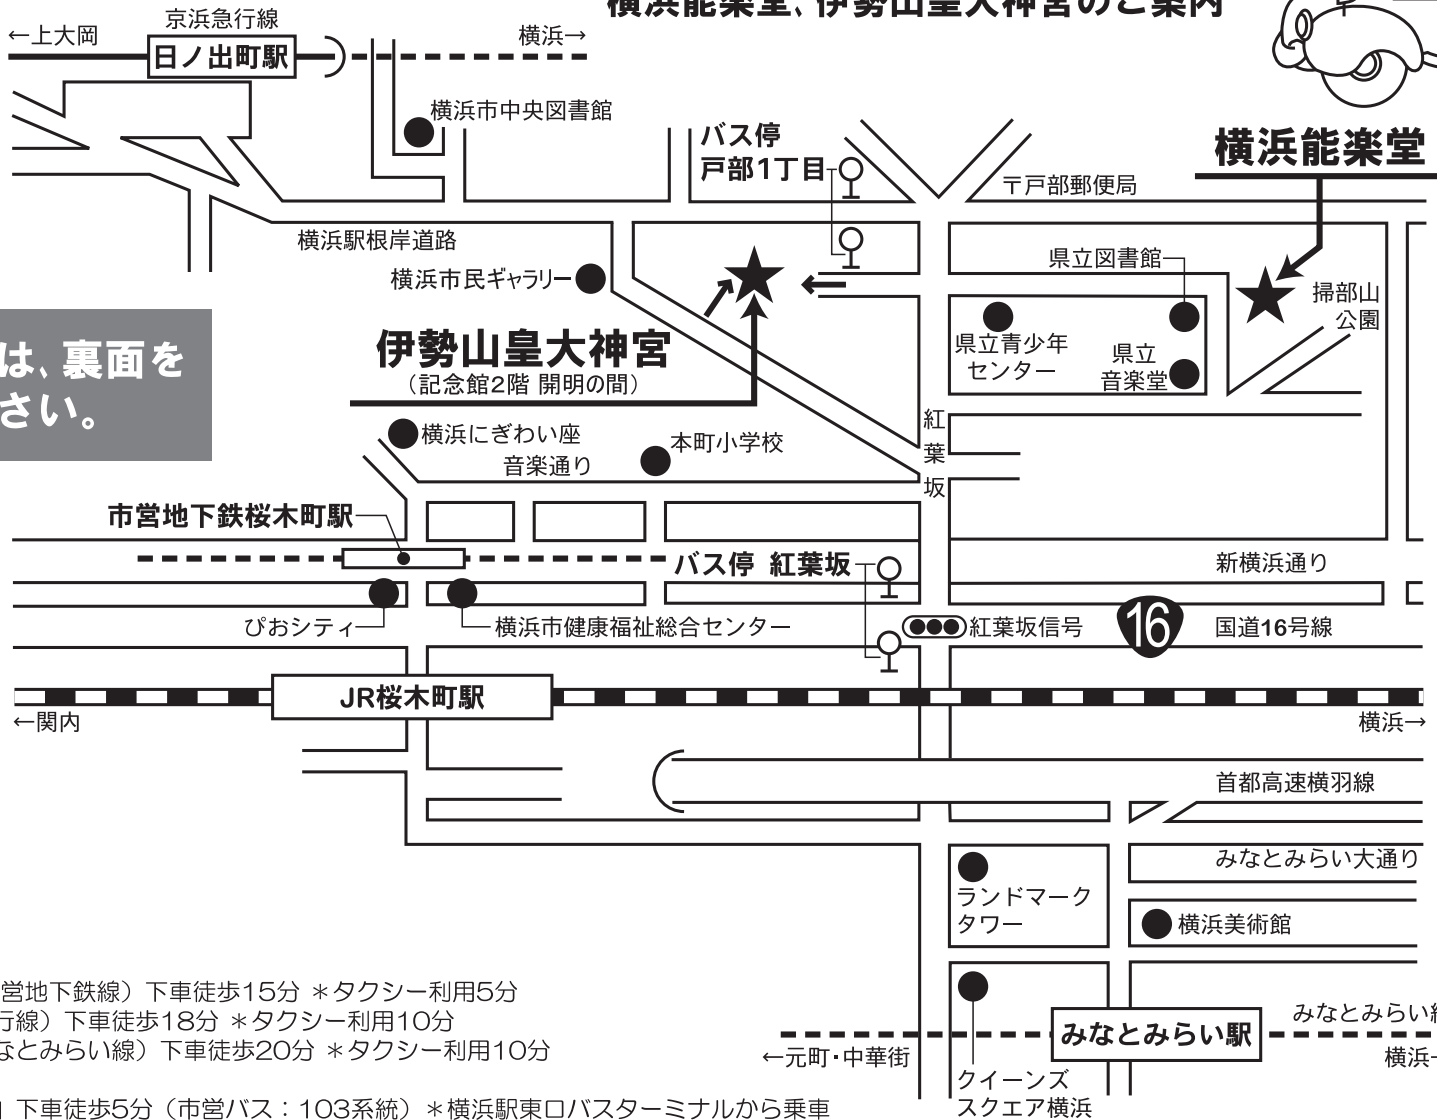 横浜能楽堂、伊勢山皇大神宮のご案内
京浜急行線
←上大岡
日ノ出町駅
横浜→
横浜市中央図書館
バス停
戸部1丁目
横浜能楽堂
〒戸部郵便局
横浜駅根岸道路
県立図書館
横浜市民ギャラリー
掃部山
公園
は、裏面を
さい。
伊勢山皇大神宮
（記念館2階 開明の間）
県立青少年
センター
県立
音楽堂
紅葉坂
横浜にぎわい座
本町小学校
音楽通り
市営地下鉄桜木町駅
バス停 紅葉坂
新横浜通り
ぴおシティ
横浜市健康福祉総合センター
紅葉坂信号
16
国道16号線
JR桜木町駅
←関内
横浜→
首都高速横羽線
みなとみらい大通り
ランドマーク
タワー
横浜美術館
営地下鉄線）下車徒歩15分 ＊タクシー利用5分
行線）下車徒歩18分 ＊タクシー利用10分
なとみらい線）下車徒歩20分 ＊タクシー利用10分
みなとみらい
みなとみらい駅
←元町・中華街
横浜→
クイーンズ
スクエア横浜
」下車徒歩5分（市営バス：103系統）＊横浜駅東口バスターミナルから乗車